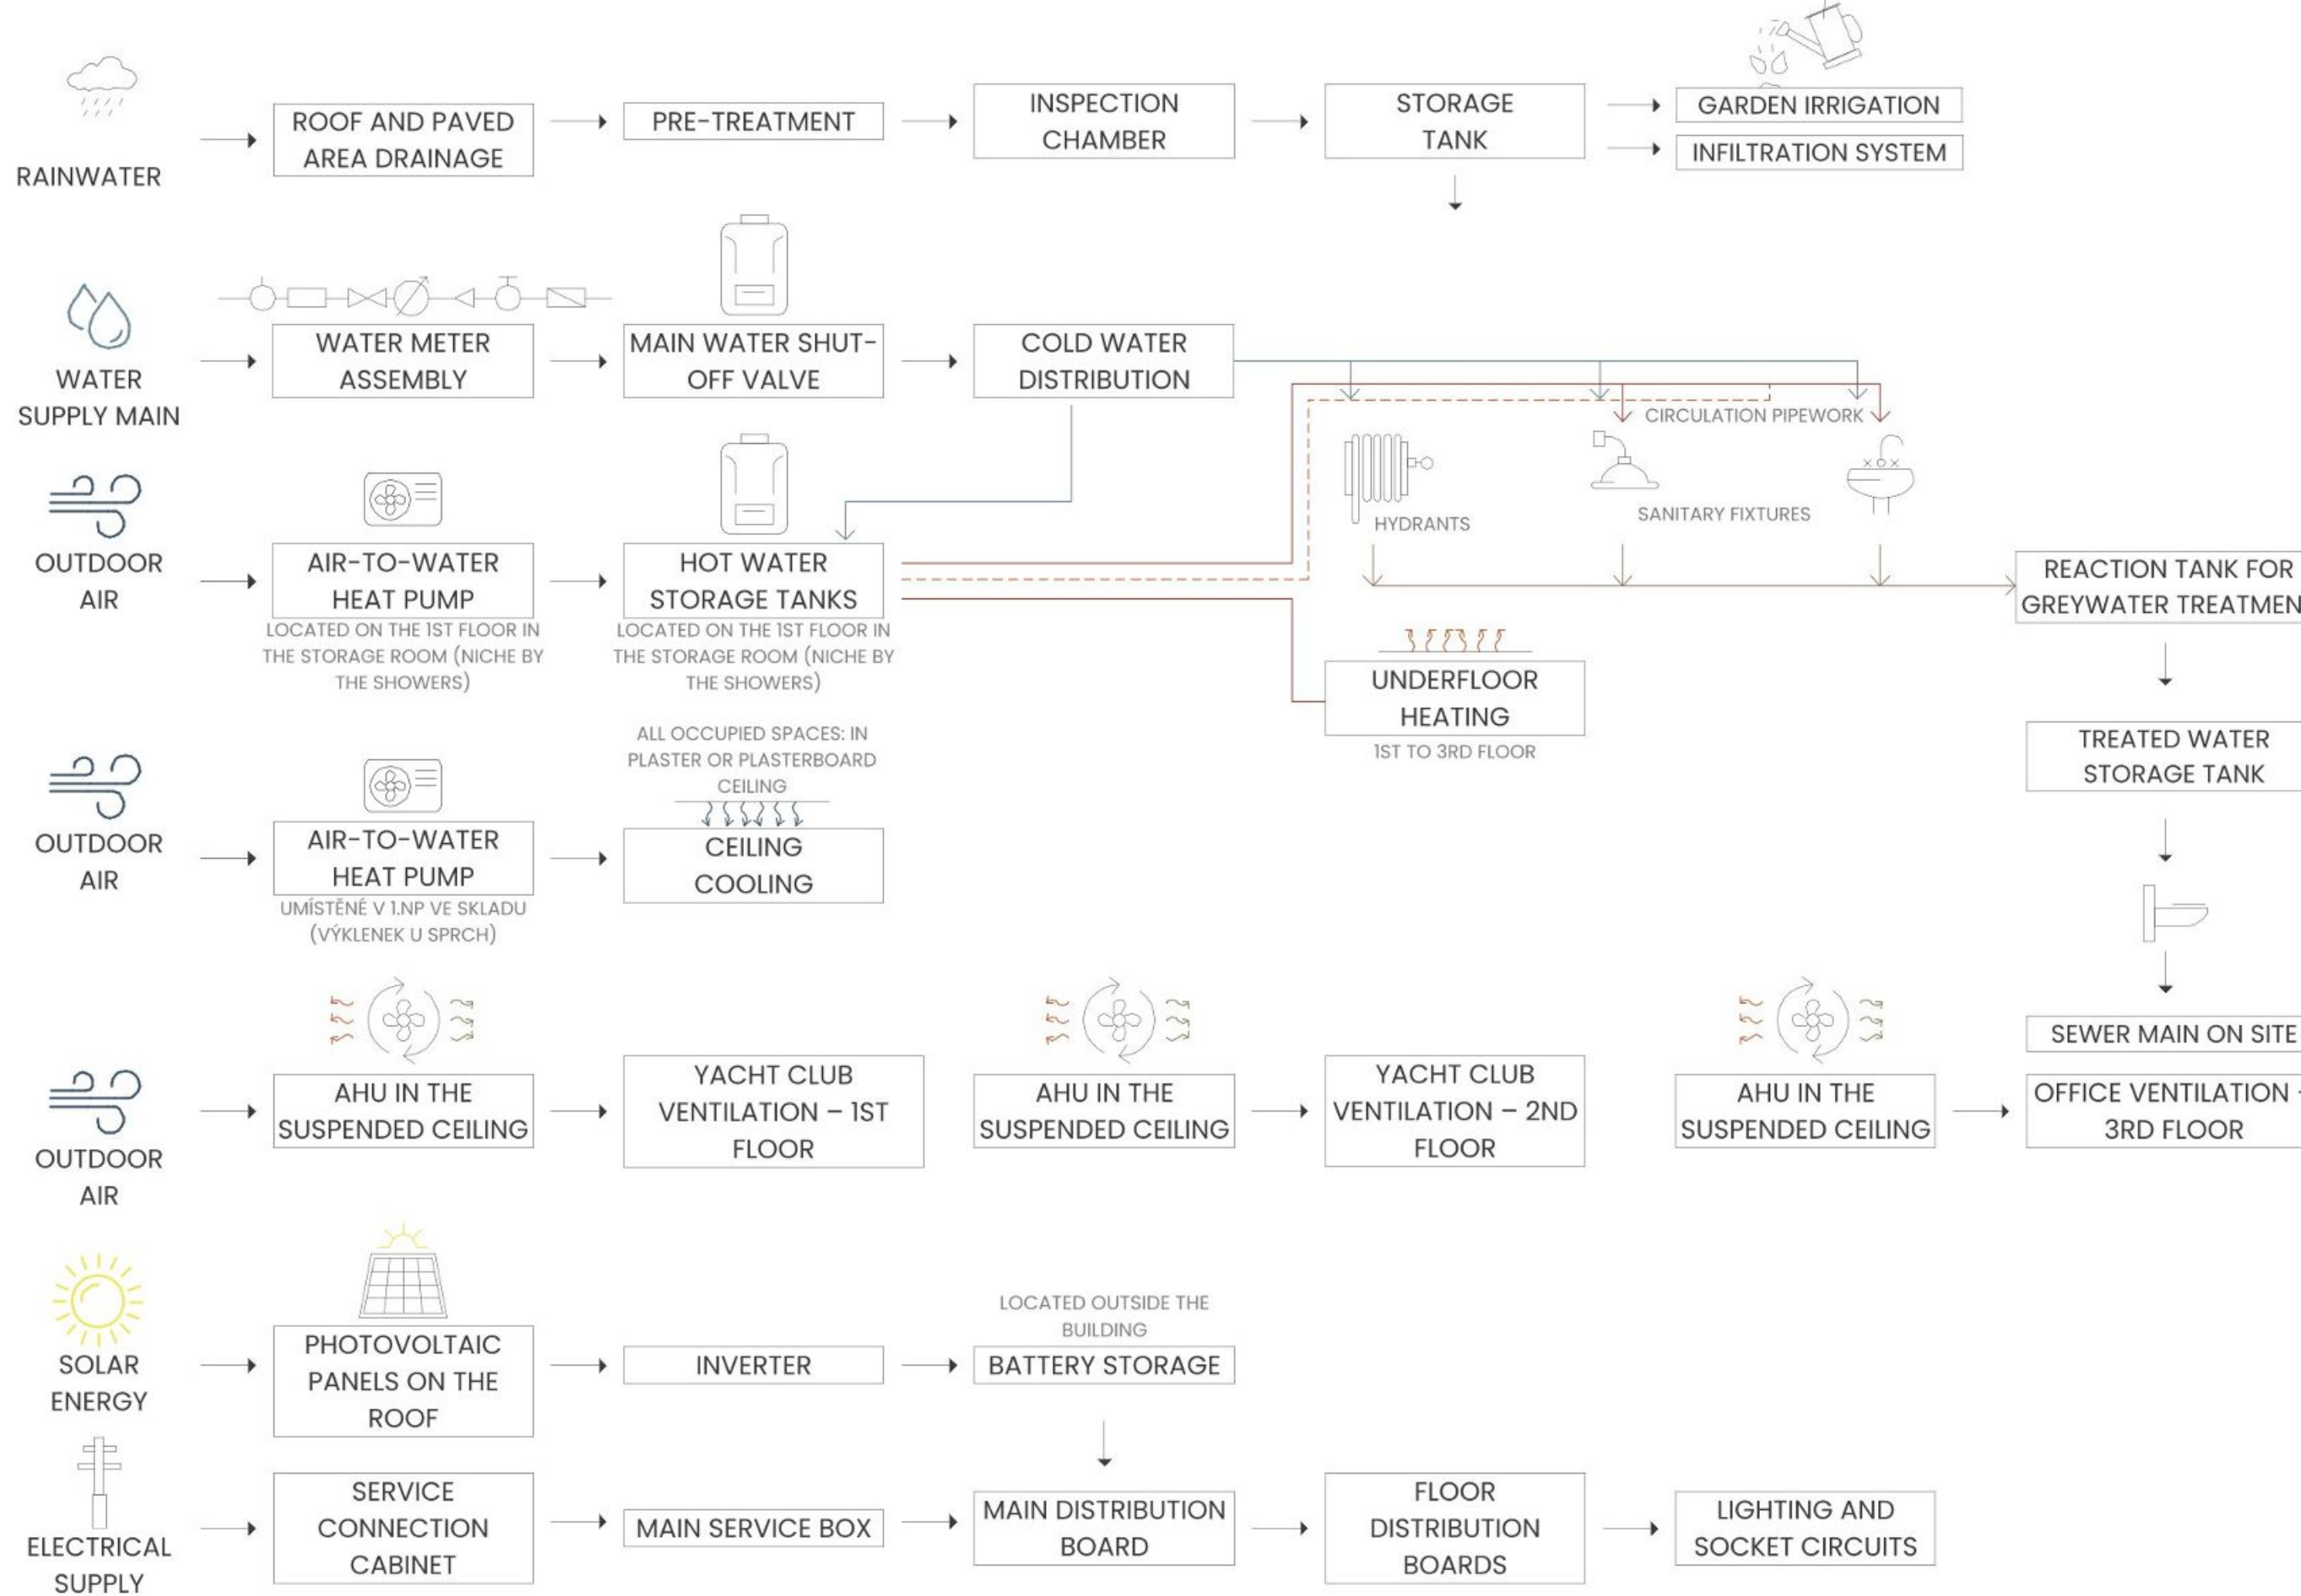 RAINWATER
ROOF AND PAVED
AREA DRAINAGE
PRE-TREATMENT
INSPECTION
CHAMBER
STORAGE
TANK
GARDEN IRRIGATION
INFILTRATION SYSTEM
WATER
SUPPLY MAIN
WATER METER
ASSEMBLY
MAIN WATER SHUT-
OFF VALVE
COLD WATER
DISTRIBUTION
CIRCULATION PIPEWORK
HYDRANTS
SANITARY FIXTURES
OUTDOOR
AIR
AIR-TO-WATER
HEAT PUMP
LOCATED ON THE 1ST FLOOR IN
THE STORAGE ROOM (NICHE BY
THE SHOWERS)
HOT WATER
STORAGE TANKS
LOCATED ON THE 1ST FLOOR IN
THE STORAGE ROOM (NICHE BY
THE SHOWERS)
UNDERFLOOR
HEATING
1ST TO 3RD FLOOR
REACTION TANK FOR
GREYWATER TREATMEN
TREATED WATER
STORAGE TANK
OUTDOOR
AIR
AIR-TO-WATER
HEAT PUMP
UMÍSTĚNÉ V 1.NP VE SKLADU
(VÝKLENEK U SPRCH)
ALL OCCUPIED SPACES: IN
PLASTER OR PLASTERBOARD
CEILING
CEILING
COOLING
SEWER MAIN ON SITE
OUTDOOR
AIR
AHU IN THE
SUSPENDED CEILING
YACHT CLUB
VENTILATION – 1ST
FLOOR
AHU IN THE
SUSPENDED CEILING
YACHT CLUB
VENTILATION – 2ND
FLOOR
AHU IN THE
SUSPENDED CEILING
OFFICE VENTILATION -
3RD FLOOR
SOLAR
ENERGY
PHOTOVOLTAIC
PANELS ON THE
ROOF
INVERTER
LOCATED OUTSIDE THE
BUILDING
BATTERY STORAGE
ELECTRICAL
SUPPLY
SERVICE
CONNECTION
CABINET
MAIN SERVICE BOX
MAIN DISTRIBUTION
BOARD
FLOOR
DISTRIBUTION
BOARDS
LIGHTING AND
SOCKET CIRCUITS